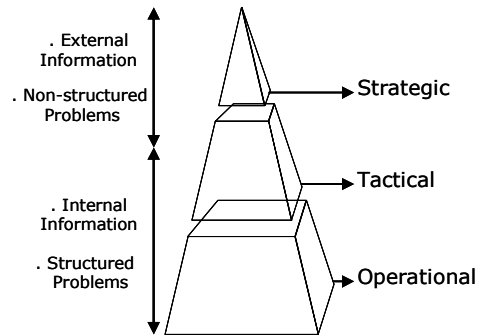 . External
Information
. Non-structured
Problems
Strategic
Tactical
. Internal
Information
. Structured
Problems
Operational